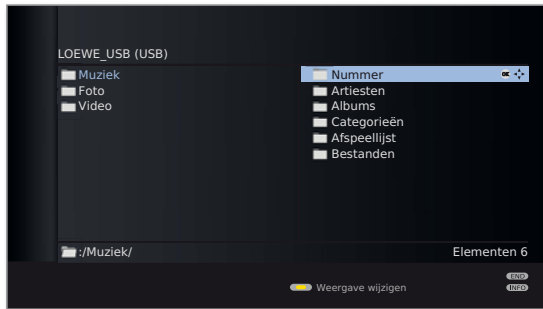 LOEWE_USB (USB)
Muziek
Foto
Video
Nummer OK
Artiesten
Albums
Categorieën
Afspeellijst
Bestanden
:/Muziek/
Elementen 6
END
Weergave wijzigen
INFO